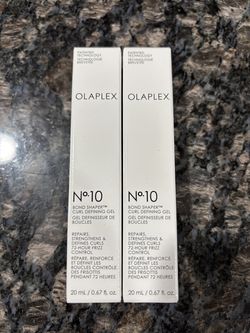 PATENTED
TECHNOLOGY
TECHNOLOGIE
BREVETÉE
OLAPLEX
Nº.10
BOND SHAPER™
CURL DEFINING GEL
GEL DÉFINISSEUR DE
BOUCLES
REPAIRS,
STRENGTHENS &
DEFINES CURLS
72-HOUR FRIZZ
CONTROL
RÉPARE, RENFORCE
ET DÉFINIT LES
BOUCLES CONTRÔLE
DES FRISOTTIS
PENDANT 72 HEURES
20 mL / 0.67 fl. oz.
PATENTED
TECHNOLOGY
TECHNOLOGIE
BREVETÉE
OLAPLEX
Nº.10
BOND SHAPER™
CURL DEFINING GEL
GEL DÉFINISSEUR DE
BOUCLES
REPAIRS,
STRENGTHENS &
DEFINES CURLS
72-HOUR FRIZZ
CONTROL
RÉPARE, RENFORCE
ET DÉFINIT LES
BOUCLES CONTRÔLE
DES FRISOTTIS
PENDANT 72 HEURES
20 mL / 0.67 fl. oz.